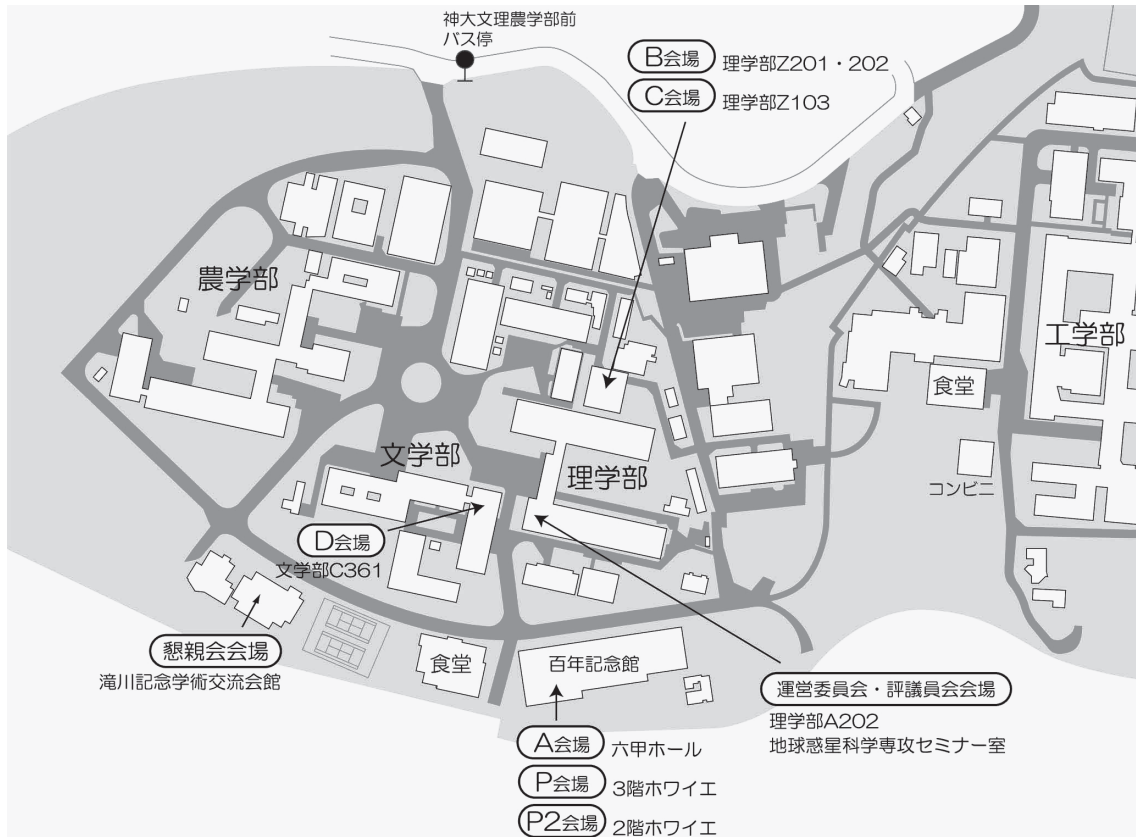 神大文理農学部前
バス停
B会場 理学部Z201・202
C会場 理学部Z103
農学部
工学部
食堂
文学部
理学部
コンビニ
D会場
文学部C361
懇親会会場
滝川記念学術交流会館
食堂
百年記念館
運営委員会・評議員会会場
理学部A202
地球惑星科学専攻セミナー室
A会場 六甲ホール
P会場 3階ホワイエ
P2会場 2階ホワイエ